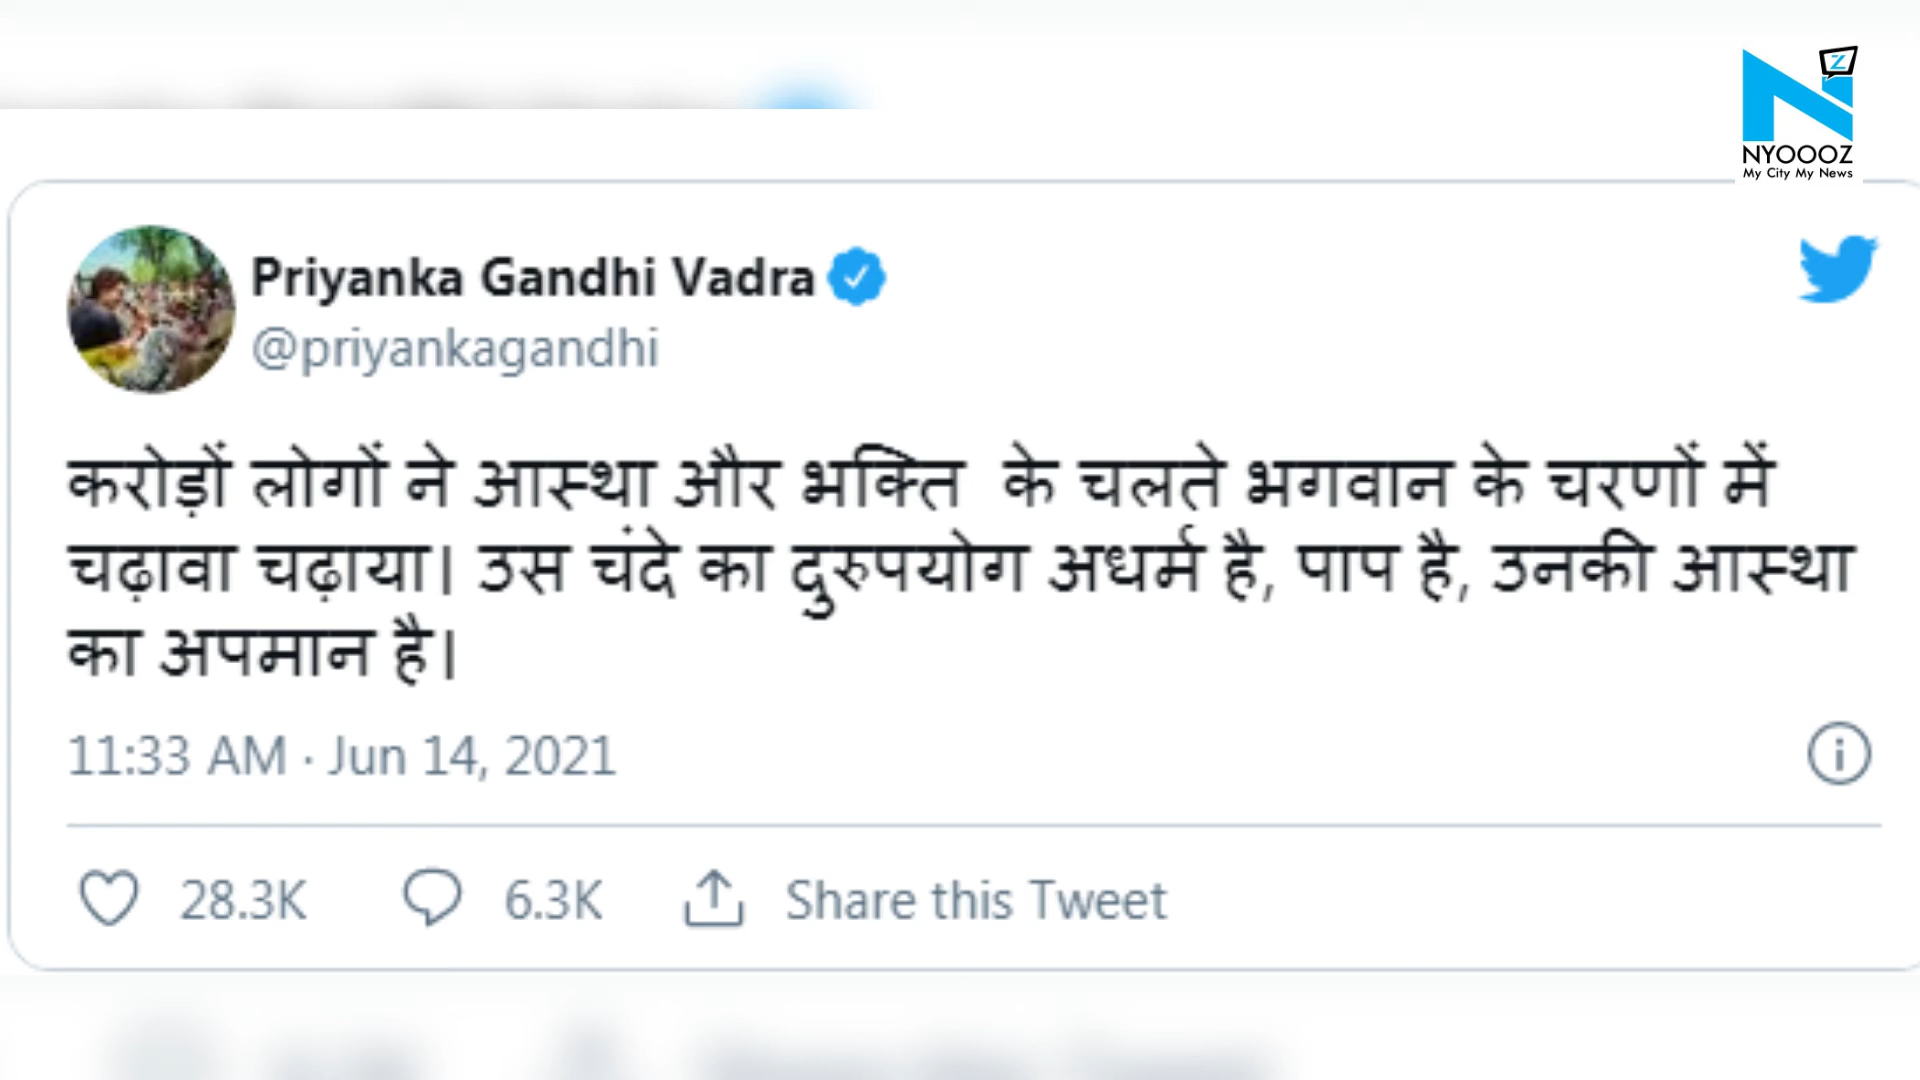 Z
NYOOOZ
My City My News
Priyanka Gandhi Vadra
@priyankagandhi
करोड़ों लोगों ने आस्था और भक्ति के चलते भगवान के चरणों में
चढ़ावा चढ़ाया। उस चंदे का दुरुपयोग अधर्म है, पाप है, उनकी आस्था
का अपमान है।
11:33 AM · Jun 14, 2021
28.3K 6.3K Share this Tweet